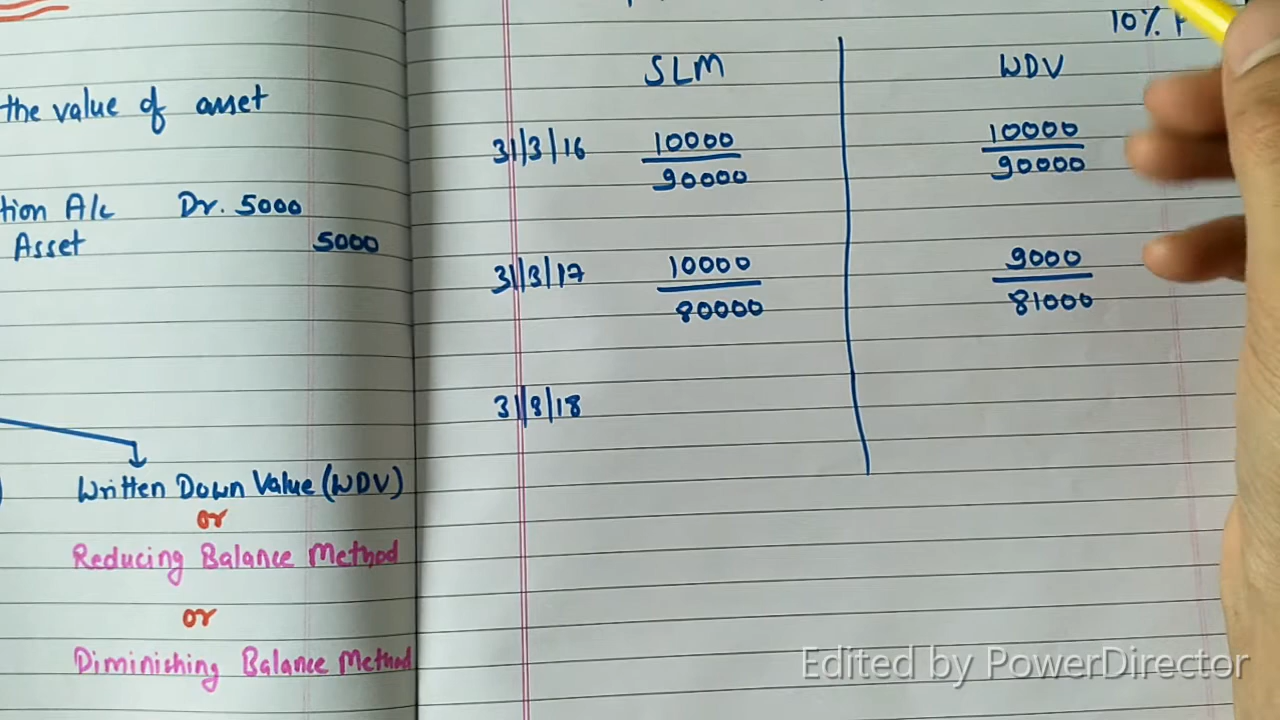 the value of asset
tion A/c Dr. 5000
Asset 5000
Written Down Value (WDV)
or
Reducing Balance Method
or
Diminishing Balance Method
10%
SLM WDV
31/3/16 10000 10000
90000 90000
31/3/17 10000 9000
80000 81000
31/3/18
Edited by PowerDirector